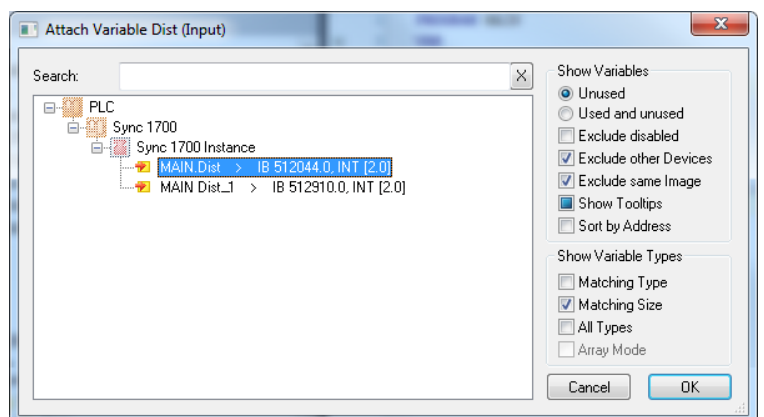 Attach Variable Dist (Input)
Search:
PLC
Sync 1700
Sync 1700 Instance
MAIN.Dist > IB 512044.0, INT [2.0]
MAIN Dist_1 > IB 512910.0, INT [2.0]
Show Variables
Unused
Used and unused
Exclude disabled
Exclude other Devices
Exclude same Image
Show Tooltips
Sort by Address
Show Variable Types
Matching Type
Matching Size
All Types
Array Mode
Cancel
OK